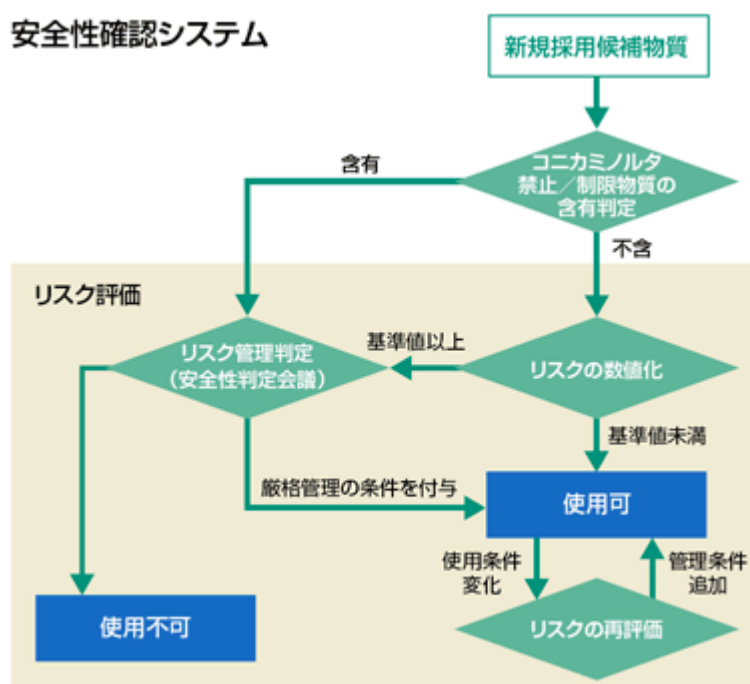 安全性確認システム
新規採用候補物質
コニカミノルタ
禁止／制限物質の
含有判定
含有
不含
リスク評価
リスク管理判定
（安全性判定会議）
基準値以上
リスクの数値化
基準値未満
厳格管理の条件を付与
使用可
使用条件
変化
管理条件
追加
使用不可
リスクの再評価